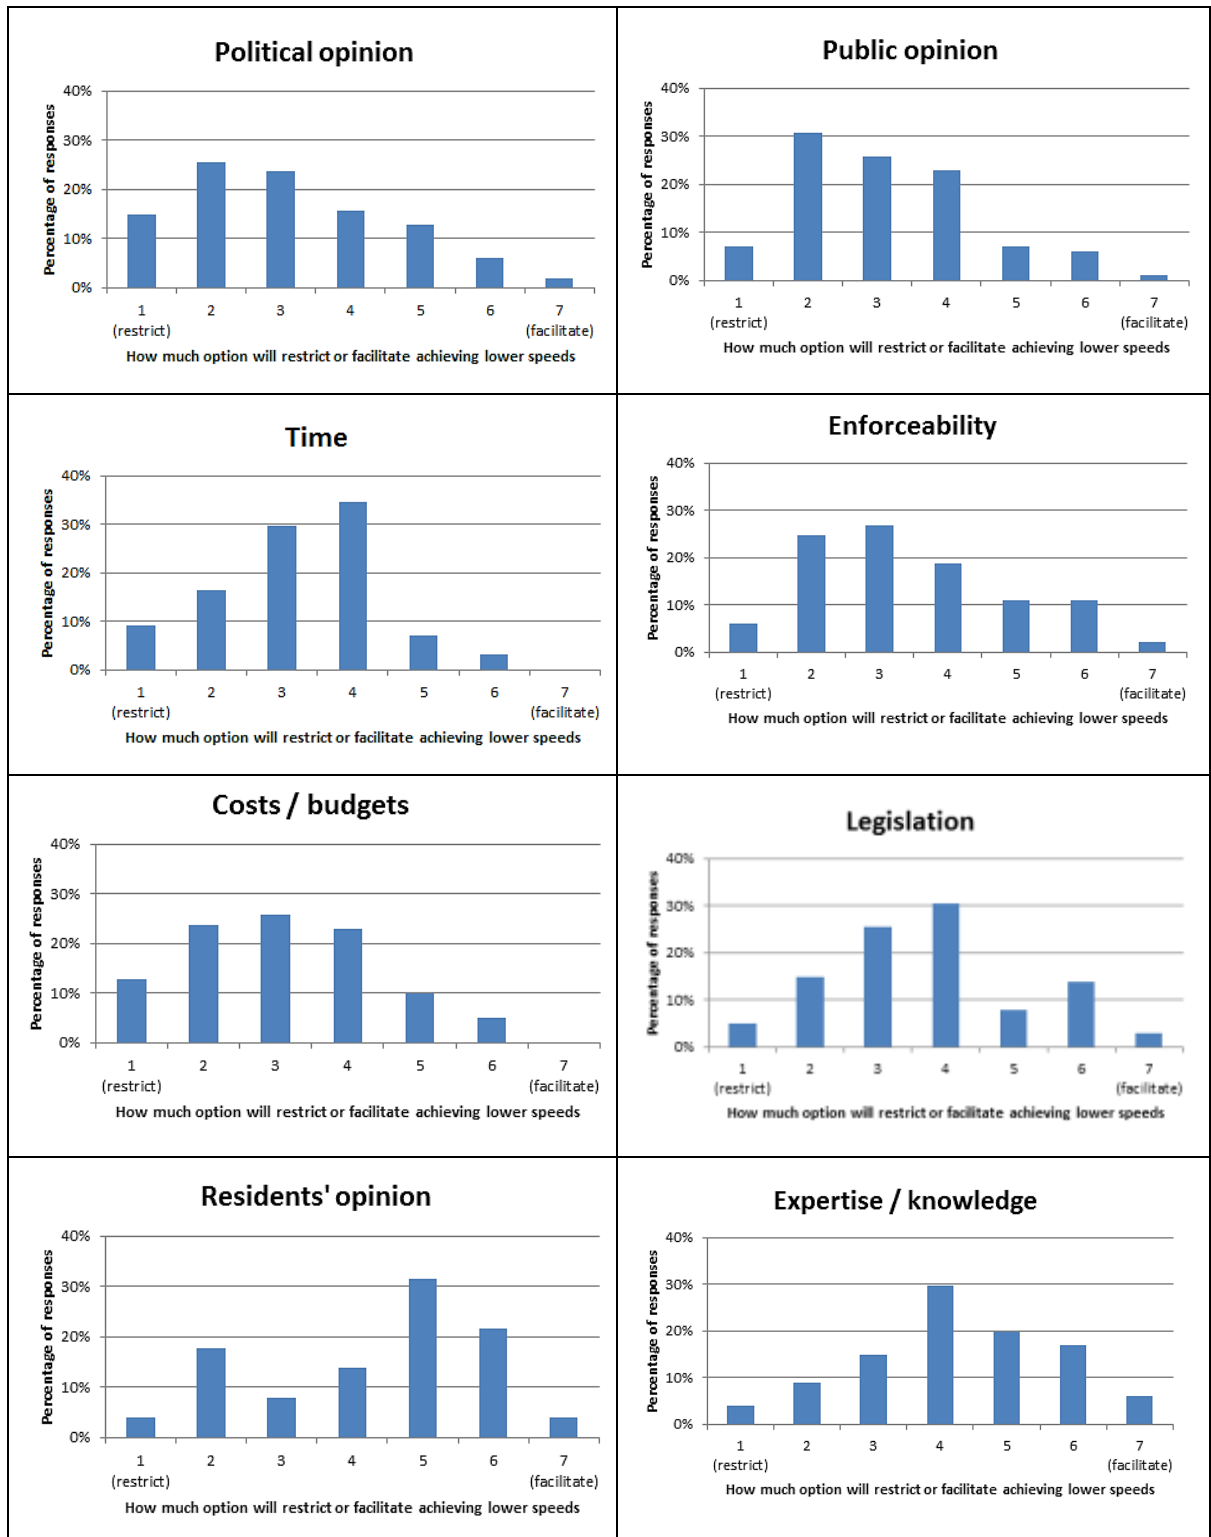 Political opinion
Percentage of responses
40%
30%
20%
10%
0%
1 2 3 4 5 6 7
(restrict) (facilitate)
How much option will restrict or facilitate achieving lower speeds
Public opinion
Percentage of responses
40%
30%
20%
10%
0%
1 2 3 4 5 6 7
(restrict) (facilitate)
How much option will restrict or facilitate achieving lower speeds
Time
Percentage of responses
40%
30%
20%
10%
0%
1 2 3 4 5 6 7
(restrict) (facilitate)
How much option will restrict or facilitate achieving lower speeds
Enforceability
Percentage of responses
40%
30%
20%
10%
0%
1 2 3 4 5 6 7
(restrict) (facilitate)
How much option will restrict or facilitate achieving lower speeds
Costs / budgets
Percentage of responses
40%
30%
20%
10%
0%
1 2 3 4 5 6 7
(restrict) (facilitate)
How much option will restrict or facilitate achieving lower speeds
Legislation
Percentage of responses
40%
30%
20%
10%
0%
1 2 3 4 5 6 7
(restrict) (facilitate)
How much option will restrict or facilitate achieving lower speeds
Residents' opinion
Percentage of responses
40%
30%
20%
10%
0%
1 2 3 4 5 6 7
(restrict) (facilitate)
How much option will restrict or facilitate achieving lower speeds
Expertise / knowledge
Percentage of responses
40%
30%
20%
10%
0%
1 2 3 4 5 6 7
(restrict) (facilitate)
How much option will restrict or facilitate achieving lower speeds